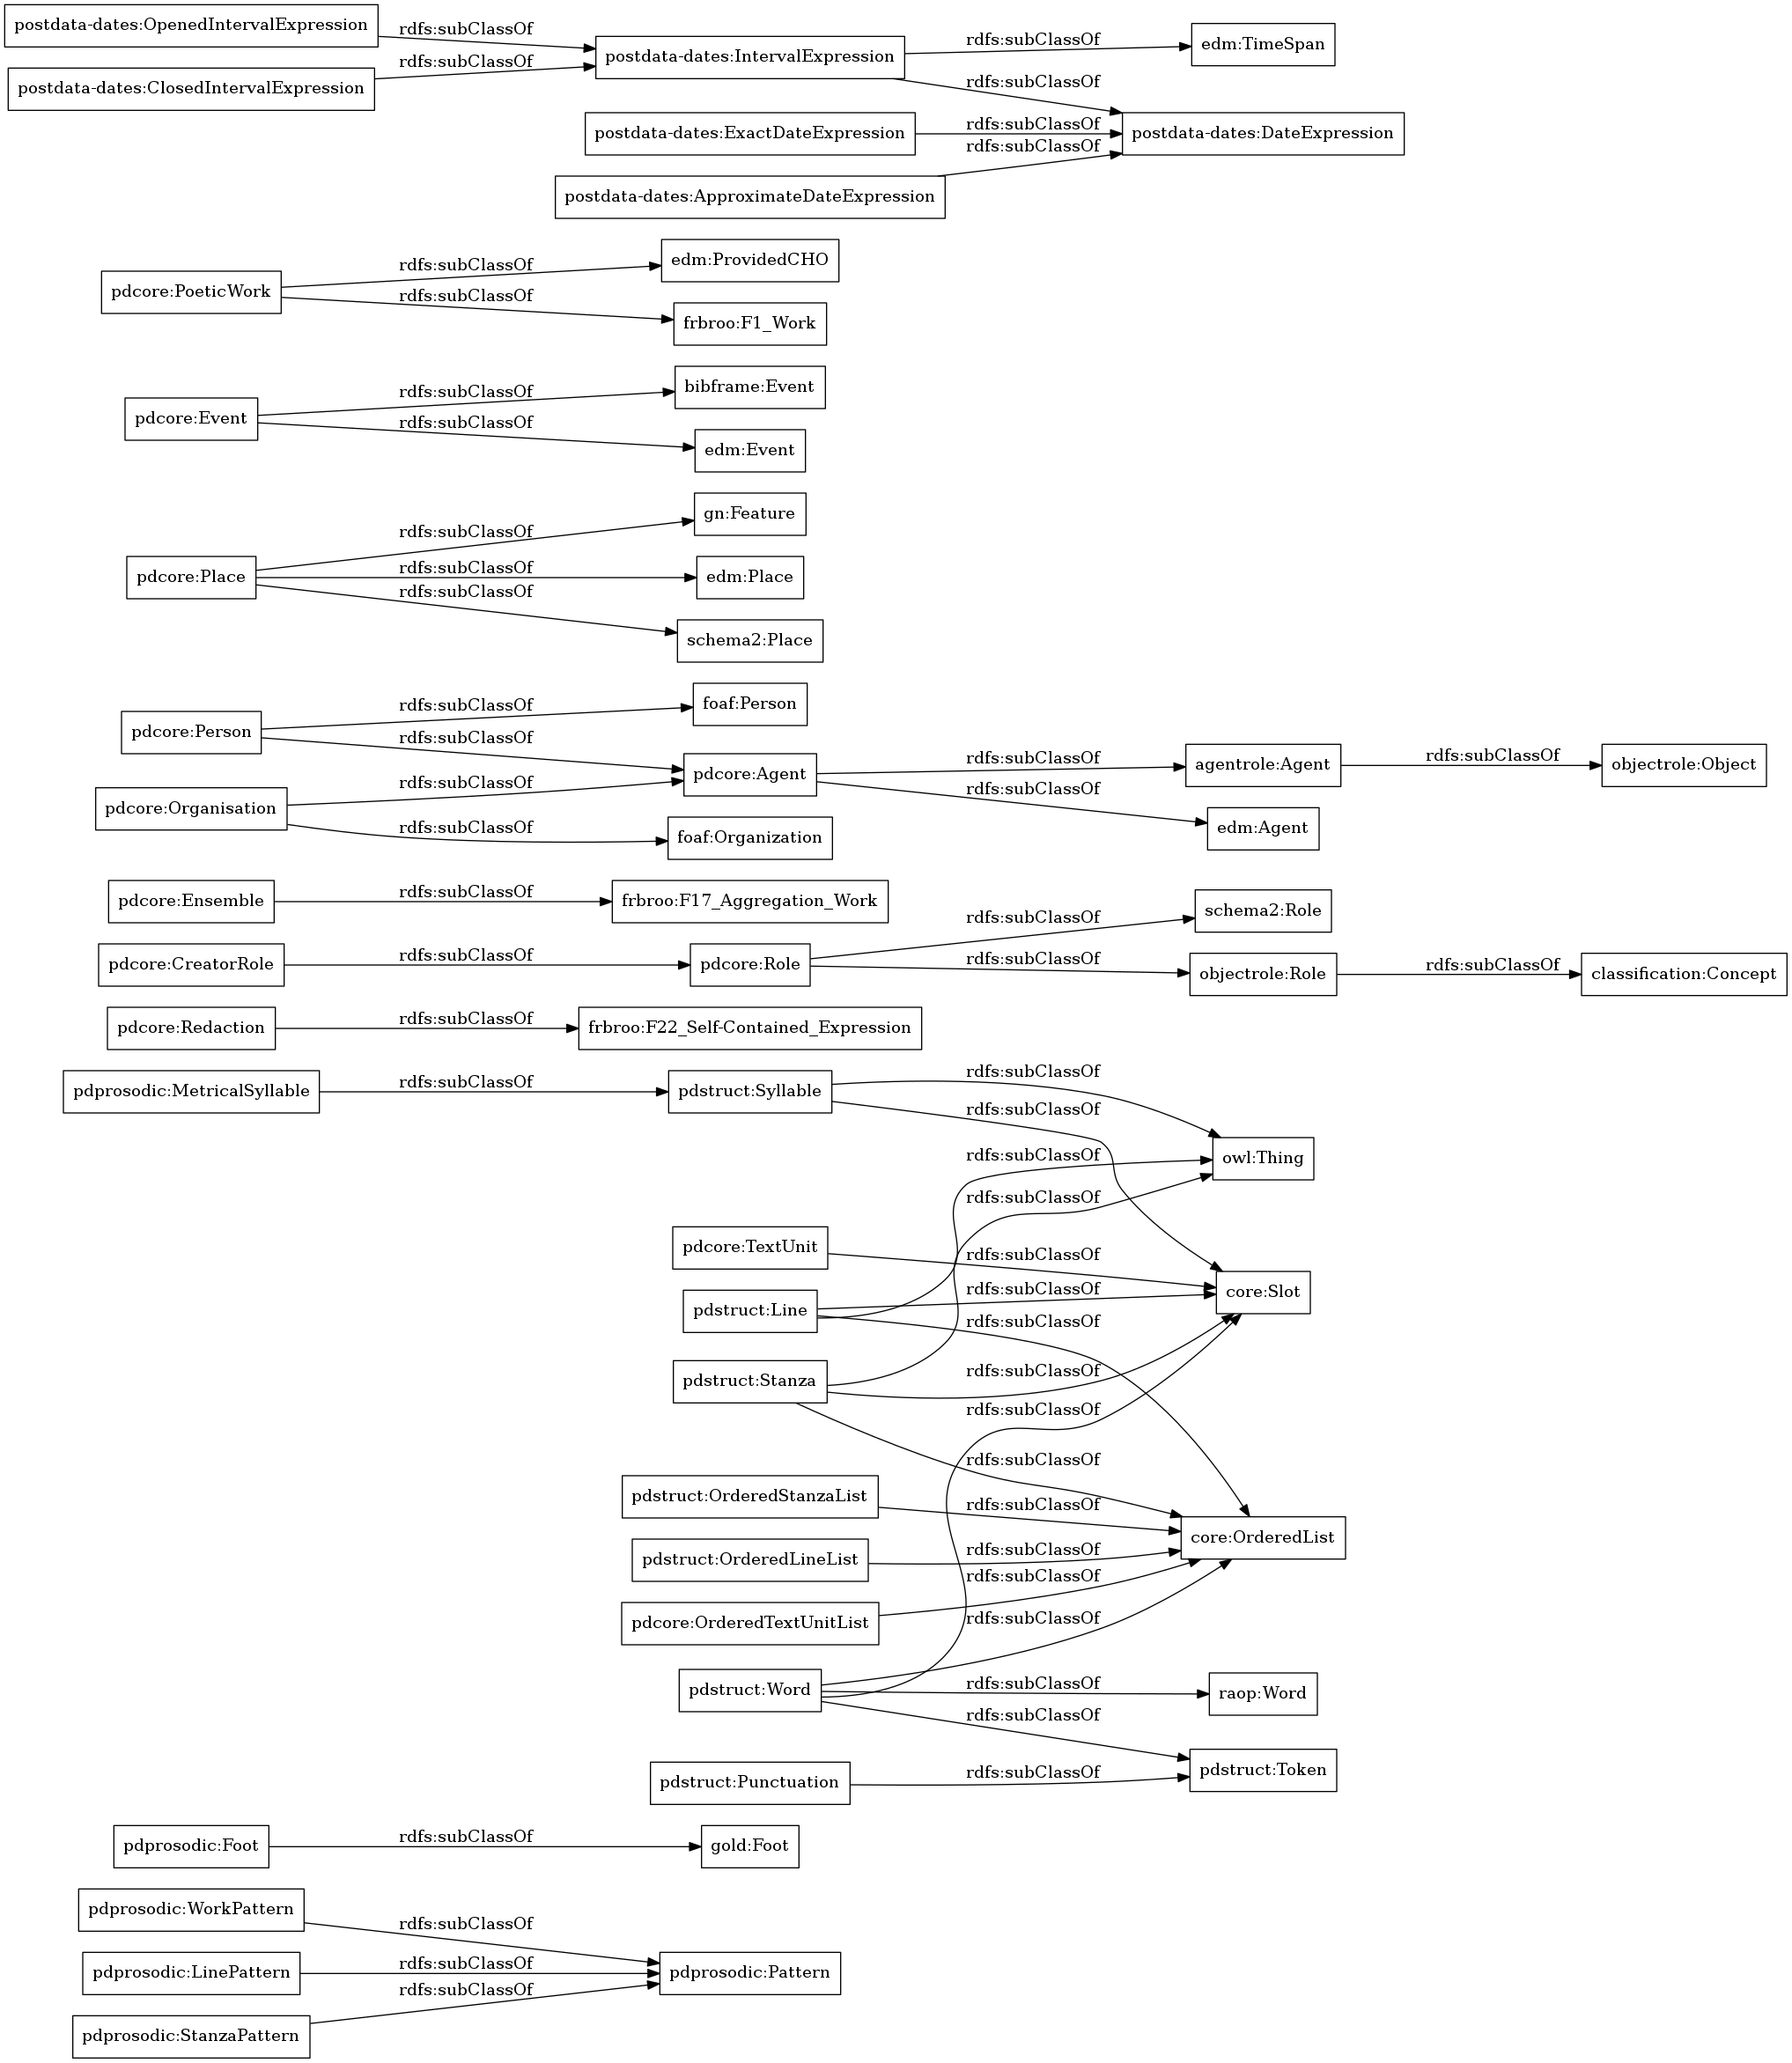 postdata-dates:OpenedIntervalExpression
rdfs:subClassOf
postdata-dates:ClosedIntervalExpression
rdfs:subClassOf
postdata-dates:IntervalExpression
rdfs:subClassOf
edm:TimeSpan
rdfs:subClassOf
postdata-dates:ExactDateExpression
rdfs:subClassOf
postdata-dates:DateExpression
rdfs:subClassOf
postdata-dates:ApproximateDateExpression
pdcore:PoeticWork
rdfs:subClassOf
edm:ProvidedCHO
rdfs:subClassOf
frbroo:F1_Work
pdcore:Event
rdfs:subClassOf
bibframe:Event
rdfs:subClassOf
edm:Event
pdcore:Place
rdfs:subClassOf
gn:Feature
rdfs:subClassOf
edm:Place
rdfs:subClassOf
schema2:Place
pdcore:Person
rdfs:subClassOf
foaf:Person
rdfs:subClassOf
pdcore:Agent
rdfs:subClassOf
agentrole:Agent
rdfs:subClassOf
objectrole:Object
pdcore:Organisation
rdfs:subClassOf
rdfs:subClassOf
edm:Agent
rdfs:subClassOf
foaf:Organization
pdcore:Ensemble
rdfs:subClassOf
frbroo:F17_Aggregation_Work
pdcore:CreatorRole
rdfs:subClassOf
pdcore:Role
rdfs:subClassOf
schema2:Role
rdfs:subClassOf
objectrole:Role
rdfs:subClassOf
classification:Concept
pdcore:Redaction
rdfs:subClassOf
frbroo:F22_Self-Contained_Expression
pdprosodic:MetricalSyllable
rdfs:subClassOf
pdstruct:Syllable
rdfs:subClassOf
rdfs:subClassOf
rdfs:subClassOf
owl:Thing
rdfs:subClassOf
pdcore:TextUnit
rdfs:subClassOf
core:Slot
pdstruct:Line
rdfs:subClassOf
rdfs:subClassOf
pdstruct:Stanza
rdfs:subClassOf
rdfs:subClassOf
rdfs:subClassOf
pdstruct:OrderedStanzaList
rdfs:subClassOf
core:OrderedList
pdstruct:OrderedLineList
rdfs:subClassOf
rdfs:subClassOf
pdcore:OrderedTextUnitList
rdfs:subClassOf
pdstruct:Word
rdfs:subClassOf
raop:Word
rdfs:subClassOf
pdstruct:Token
pdstruct:Punctuation
rdfs:subClassOf
pdprosodic:Foot
rdfs:subClassOf
gold:Foot
pdprosodic:WorkPattern
rdfs:subClassOf
pdprosodic:LinePattern
rdfs:subClassOf
pdprosodic:Pattern
rdfs:subClassOf
pdprosodic:StanzaPattern